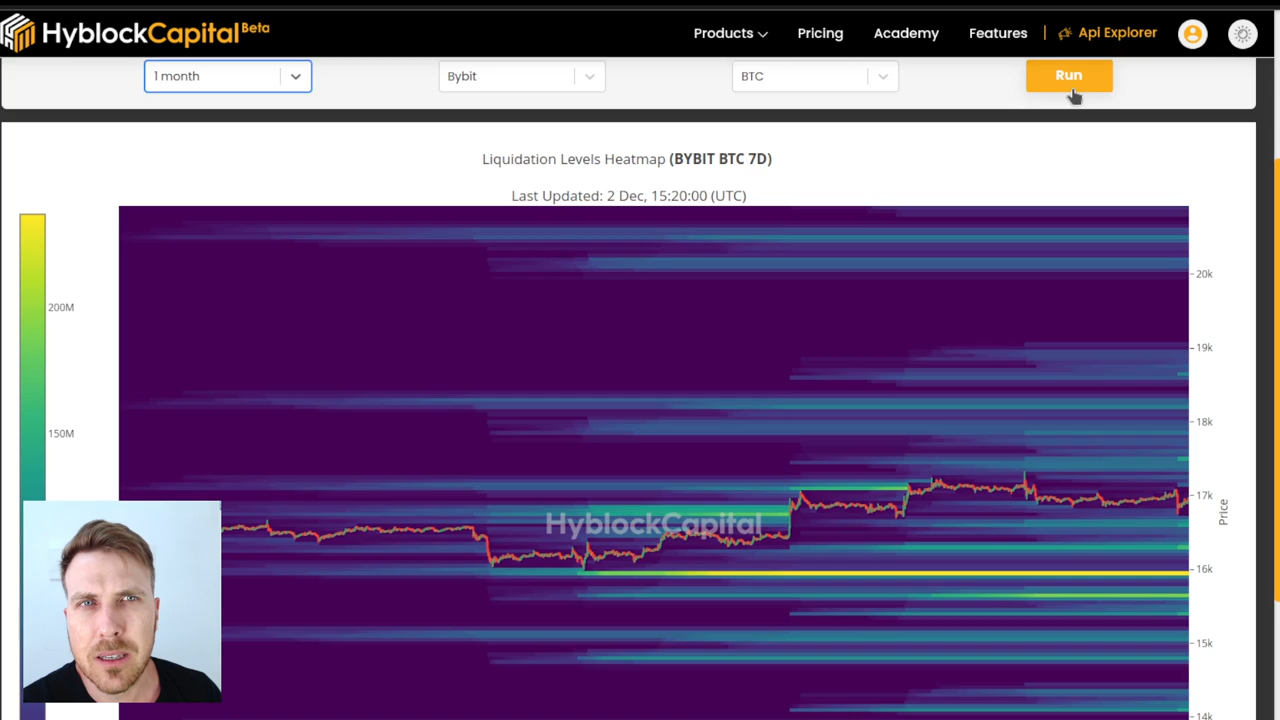 HyblockCapital Beta
Products
Pricing
Academy
Features
Api Explorer
1 month
Bybit
BTC
Run
Liquidation Levels Heatmap (BYBIT BTC 7D)
Last Updated: 2 Dec, 15:20:00 (UTC)
200M
150M
20k
19k
18k
17k
16k
15k
14k
Price
HyblockCapital